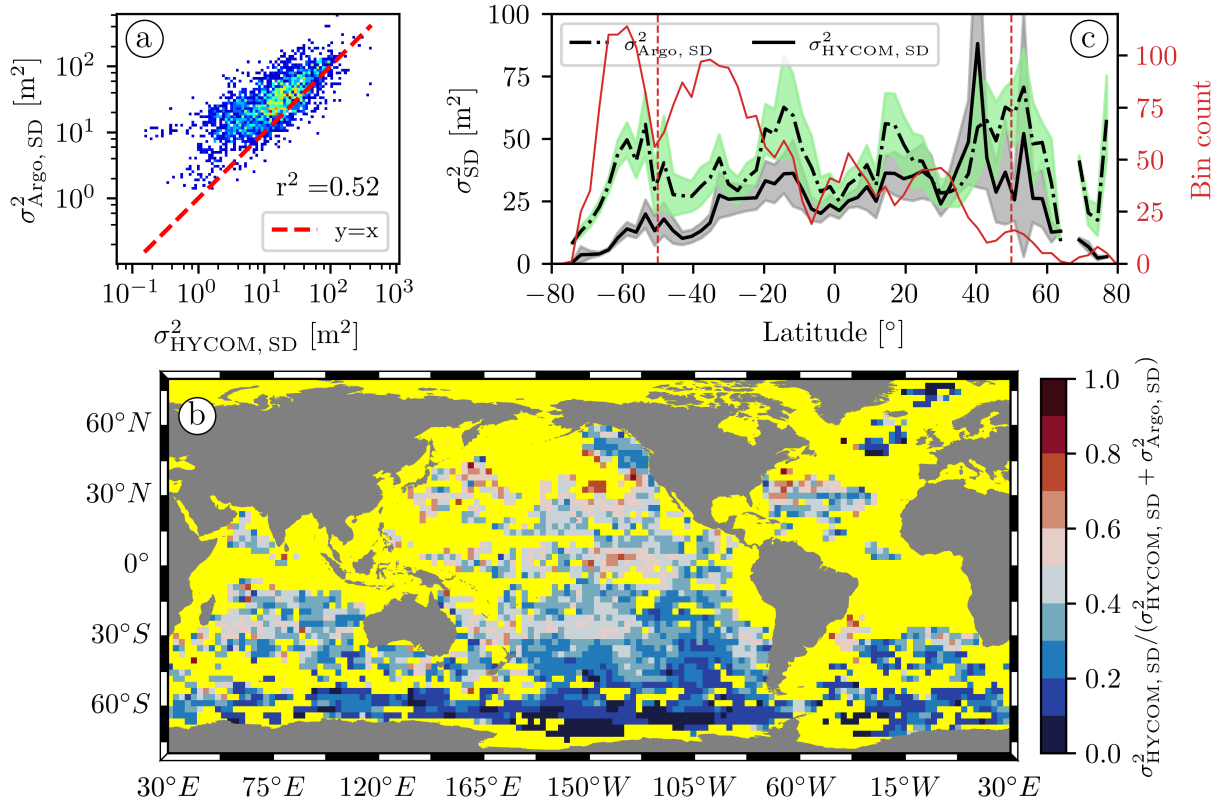 a
σ²Argo, SD [m²]
10²
10¹
10⁰
r² =0.52
y=x
10⁻¹ 10⁰ 10¹ 10² 10³
σ²HYCOM, SD [m²]
c
σ²Argo, SD σ²HYCOM, SD
σ²SD [m²]
100
75
50
25
0
−80 −60 −40 −20 0 20 40 60 80
Latitude [°]
100
75
50
25
0
Bin count
b
60°N
30°N
0°
30°S
60°S
30°E 75°E 120°E 165°E 150°W 105°W 60°W 15°W 30°E
1.0
0.8
0.6
0.4
0.2
0.0
σ²HYCOM, SD/(σ²HYCOM, SD + σ²Argo, SD)